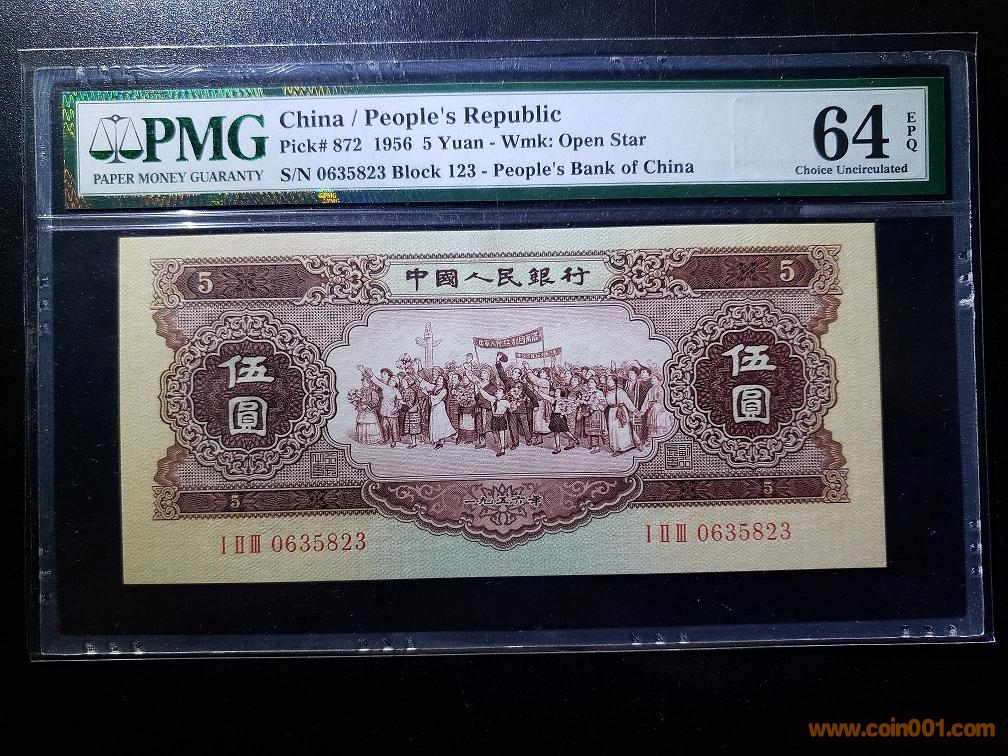 PMG
PAPER MONEY GUARANTY
China / People's Republic
Pick# 872 1956 5 Yuan - Wmk: Open Star
S/N 0635823 Block 123 - People's Bank of China
64 EPQ
Choice Uncirculated
5 中國人民銀行 5
伍圓 伍圓
5 一九五六年 5
I II III 0635823 I II III 0635823
www.coin001.com